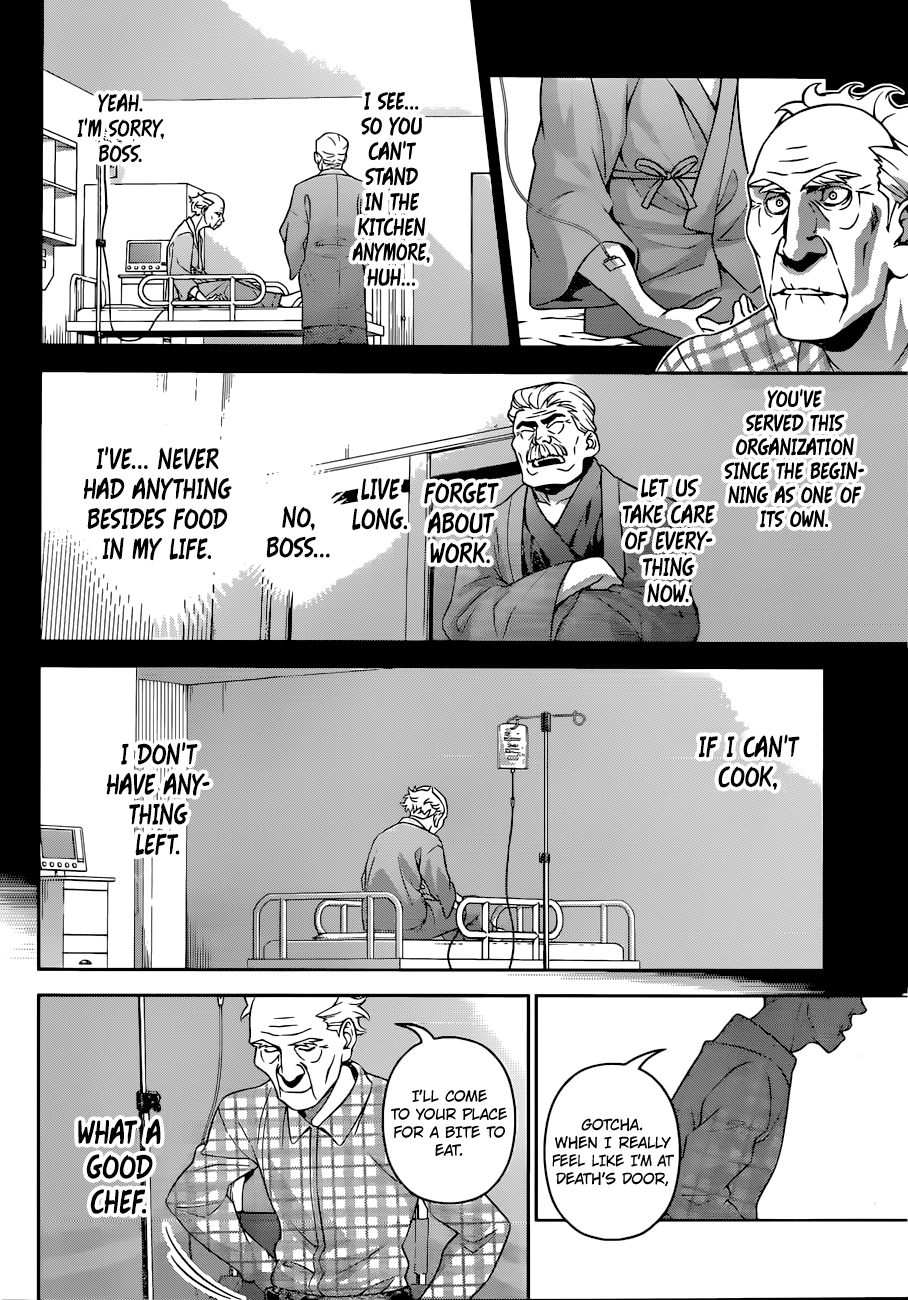 I SEE...
SO YOU
CAN'T
STAND
IN THE
KITCHEN
ANYMORE,
HUH...
YEAH.
I'M SORRY,
BOSS.
YOU'VE
SERVED THIS
ORGANIZATION
SINCE THE BEGIN-
NING AS ONE OF
ITS OWN.
LET US
TAKE CARE
OF EVERY-
THING
NOW.
FORGET
ABOUT
WORK.
LIVE
LONG.
NO,
BOSS...
I'VE... NEVER
HAD ANYTHING
BESIDES FOOD
IN MY LIFE.
IF I CAN'T
COOK,
I DON'T
HAVE ANY-
THING
LEFT.
GOTCHA.
WHEN I REALLY
FEEL LIKE I'M AT
DEATH'S DOOR,
I'LL COME
TO YOUR PLACE
FOR A BITE TO
EAT.
WHAT A
GOOD
CHEF.